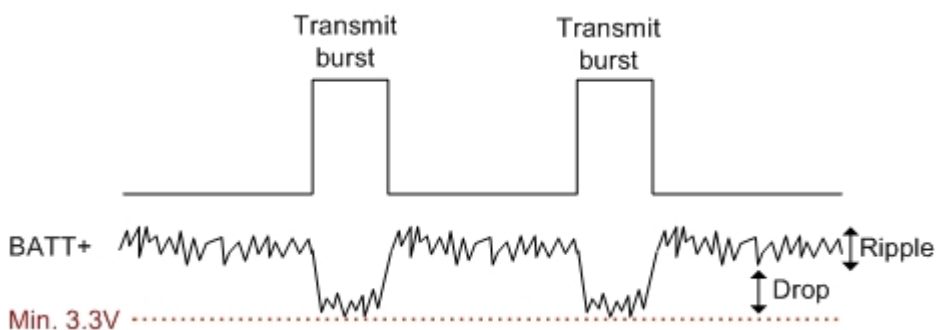 Transmit
burst
Transmit
burst
BATT+
Ripple
Drop
Min. 3.3V